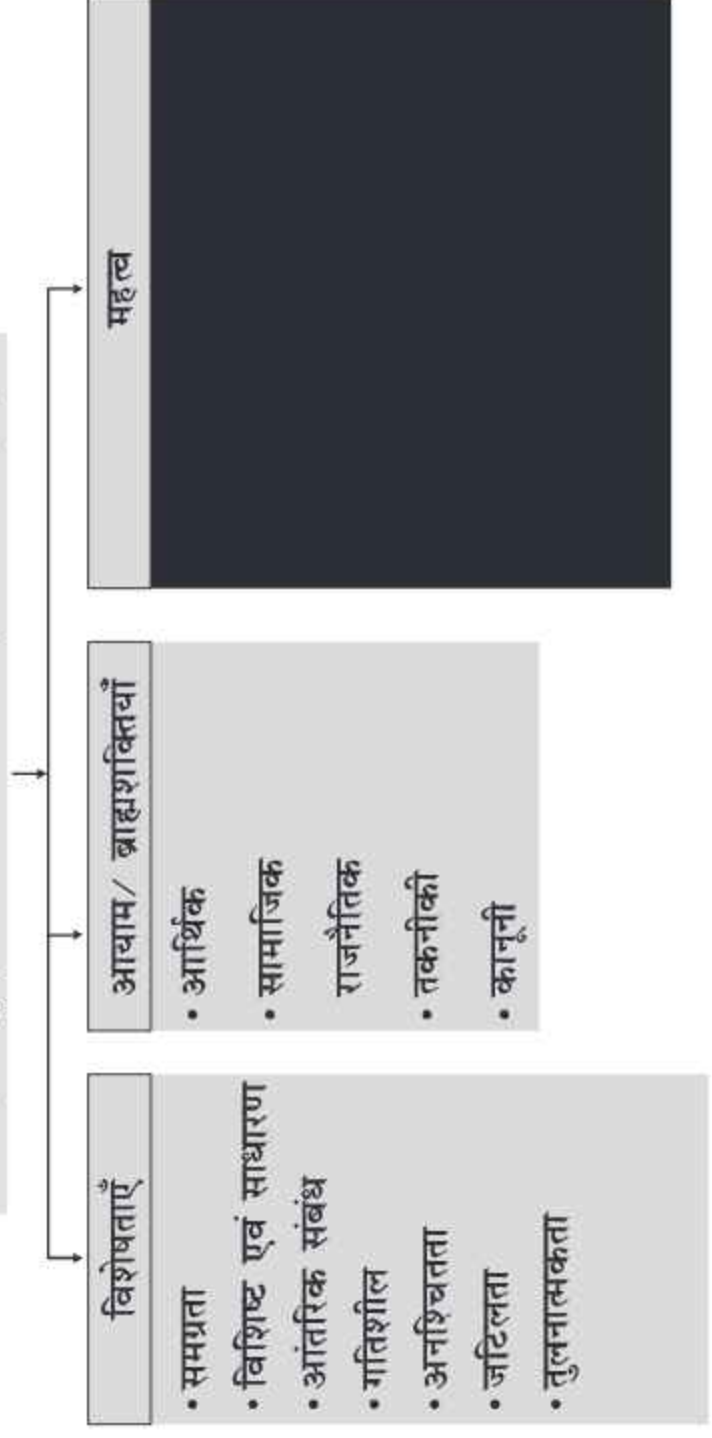 विशेषताएँ
• समग्रता
• विशिष्ट एवं साधारण
• आंतरिक संबंध
• गतिशील
• अनिश्चितता
• जटिलता
• तुलनात्मकता
आयाम/ ब्राह्मशक्तियाँ
• आर्थिक
• सामाजिक
राजनैतिक
• तकनीकी
• कानूनी
महत्व